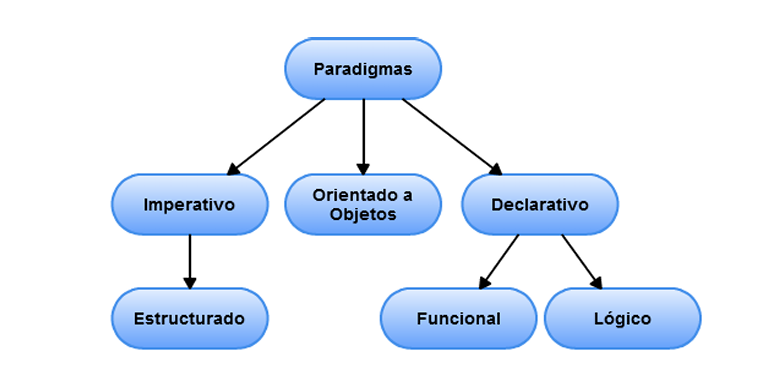 Paradigmas
Imperativo
Orientado a
Objetos
Declarativo
Estructurado
Funcional
Lógico